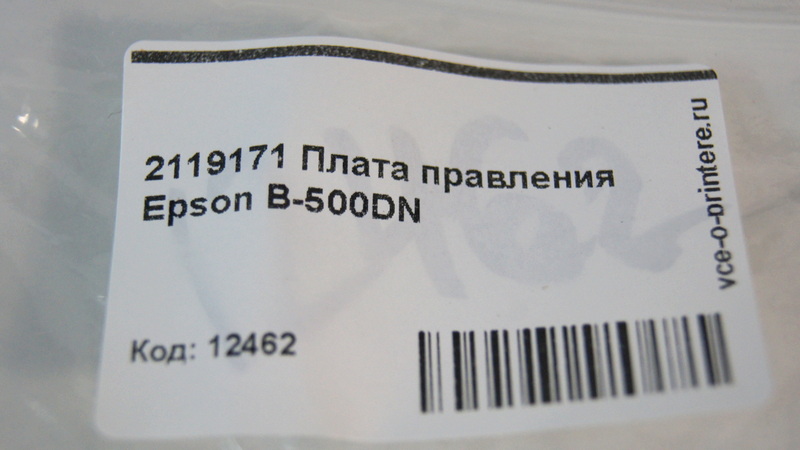 2119171 Плата правления
Epson B-500DN
Код: 12462
vce-o-printere.ru